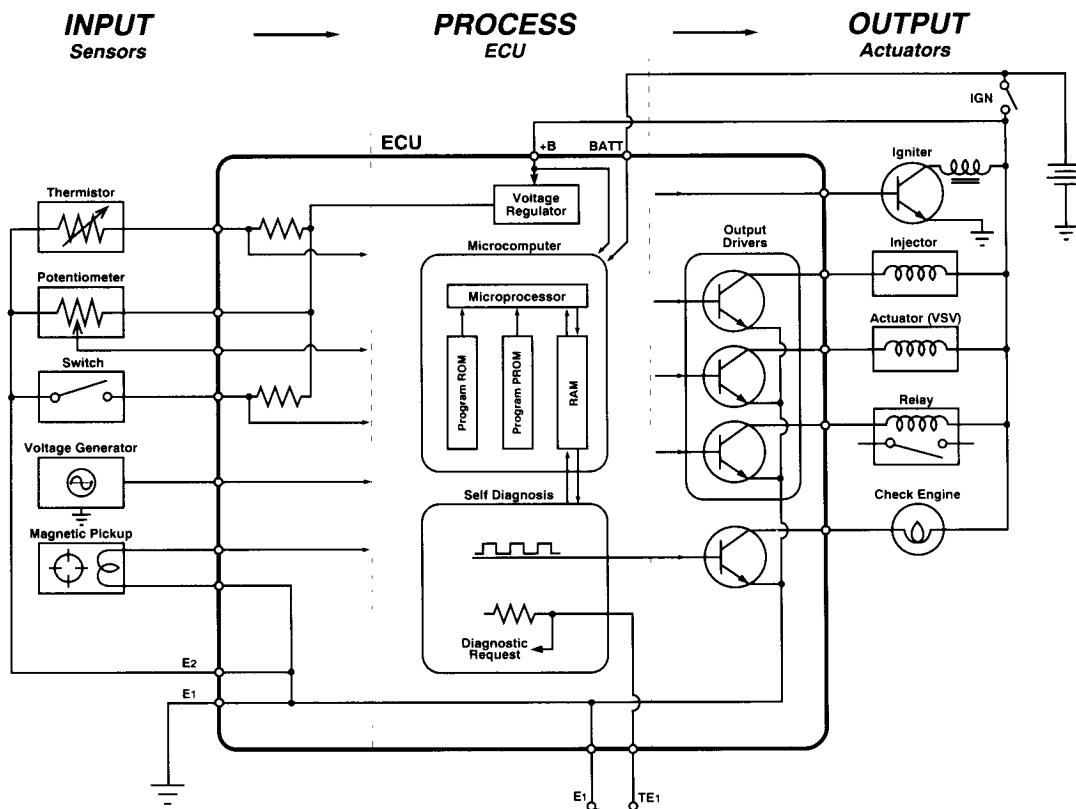 INPUT
Sensors
PROCESS
ECU
OUTPUT
Actuators
IGN
ECU
+B
BATT
Igniter
Thermistor
Voltage
Regulator
Output
Drivers
Microcomputer
Injector
Potentiometer
Microprocessor
Actuator (VSV)
Switch
Program ROM
Program PROM
RAM
Relay
Voltage Generator
Self Diagnosis
Check Engine
Magnetic Pickup
Diagnostic
Request
E2
E1
E1
TE1